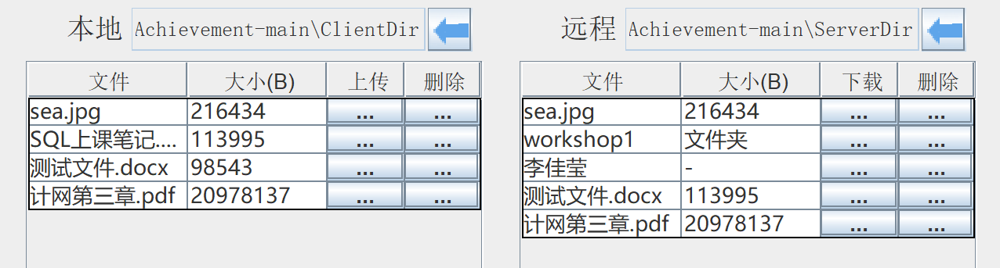 本地 Achievement-main\ClientDir
文件 大小(B) 上传 删除
sea.jpg 216434 ... ...
SQL上课笔记.... 113995 ... ...
测试文件.docx 98543 ... ...
计网第三章.pdf 20978137 ... ...
远程 Achievement-main\ServerDir
文件 大小(B) 下载 删除
sea.jpg 216434 ... ...
workshop1 文件夹 ... ...
李佳莹 - ... ...
测试文件.docx 113995 ... ...
计网第三章.pdf 20978137 ... ...